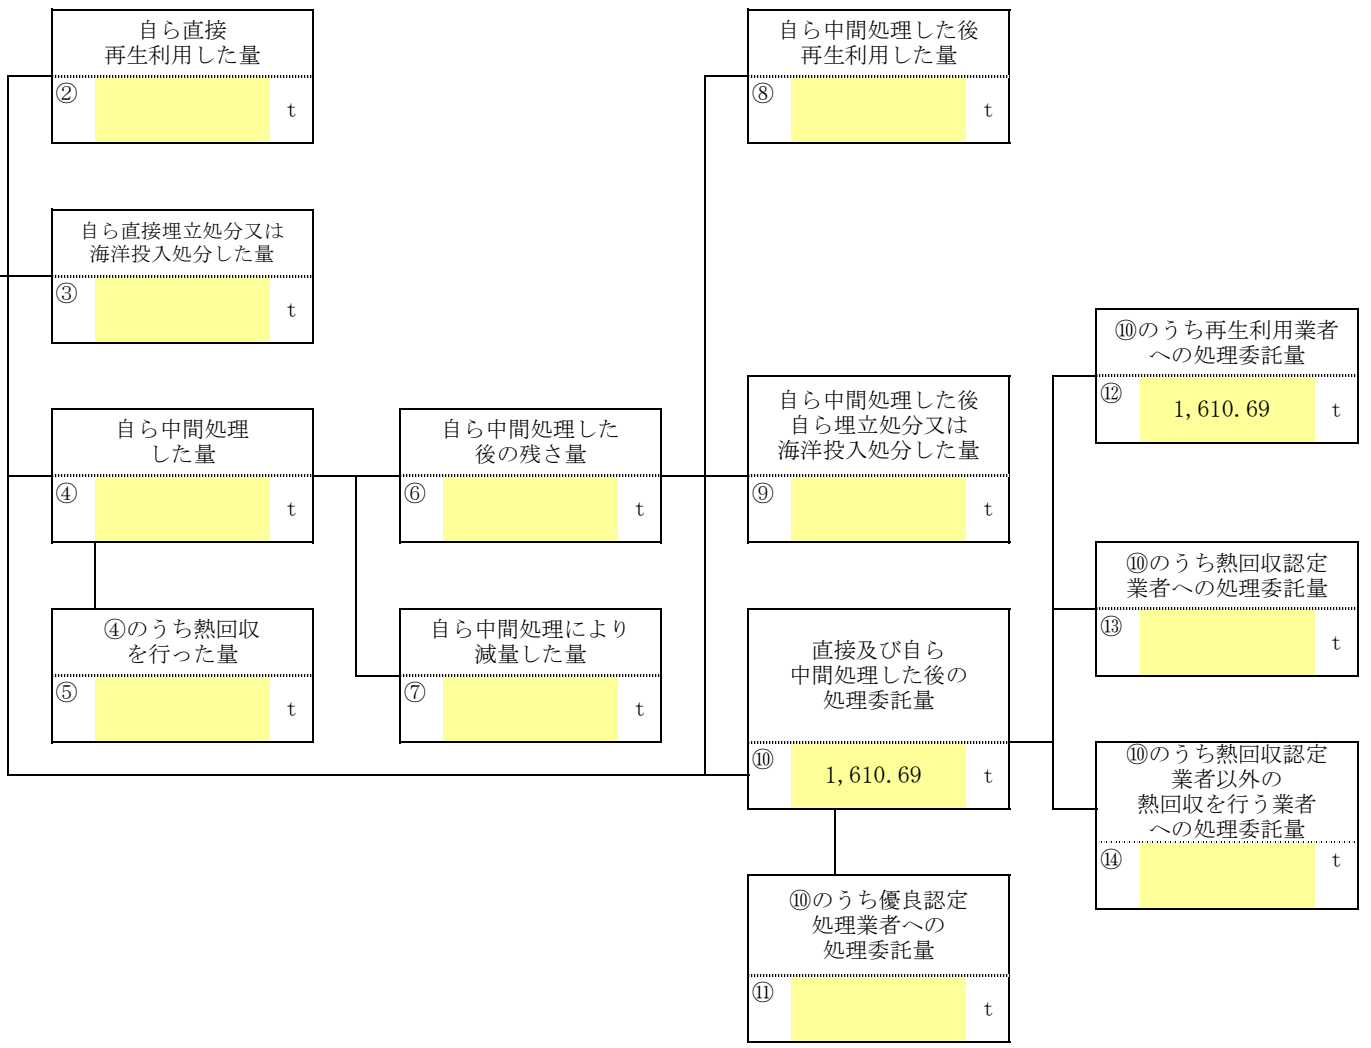 自ら直接
再生利用した量
②
t
自ら中間処理した後
再生利用した量
⑧
t
自ら直接埋立処分又は
海洋投入処分した量
③
t
⑩のうち再生利用業者
への処理委託量
⑫
1,610.69
t
自ら中間処理
した量
④
t
自ら中間処理した
後の残さ量
⑥
t
自ら中間処理した後
自ら埋立処分又は
海洋投入処分した量
⑨
t
⑩のうち熱回収認定
業者への処理委託量
⑬
t
④のうち熱回収
を行った量
⑤
t
自ら中間処理により
減量した量
⑦
t
直接及び自ら
中間処理した後の
処理委託量
⑩
1,610.69
t
⑩のうち熱回収認定
業者以外の
熱回収を行う業者
への処理委託量
⑭
t
⑩のうち優良認定
処理業者への
処理委託量
⑪
t